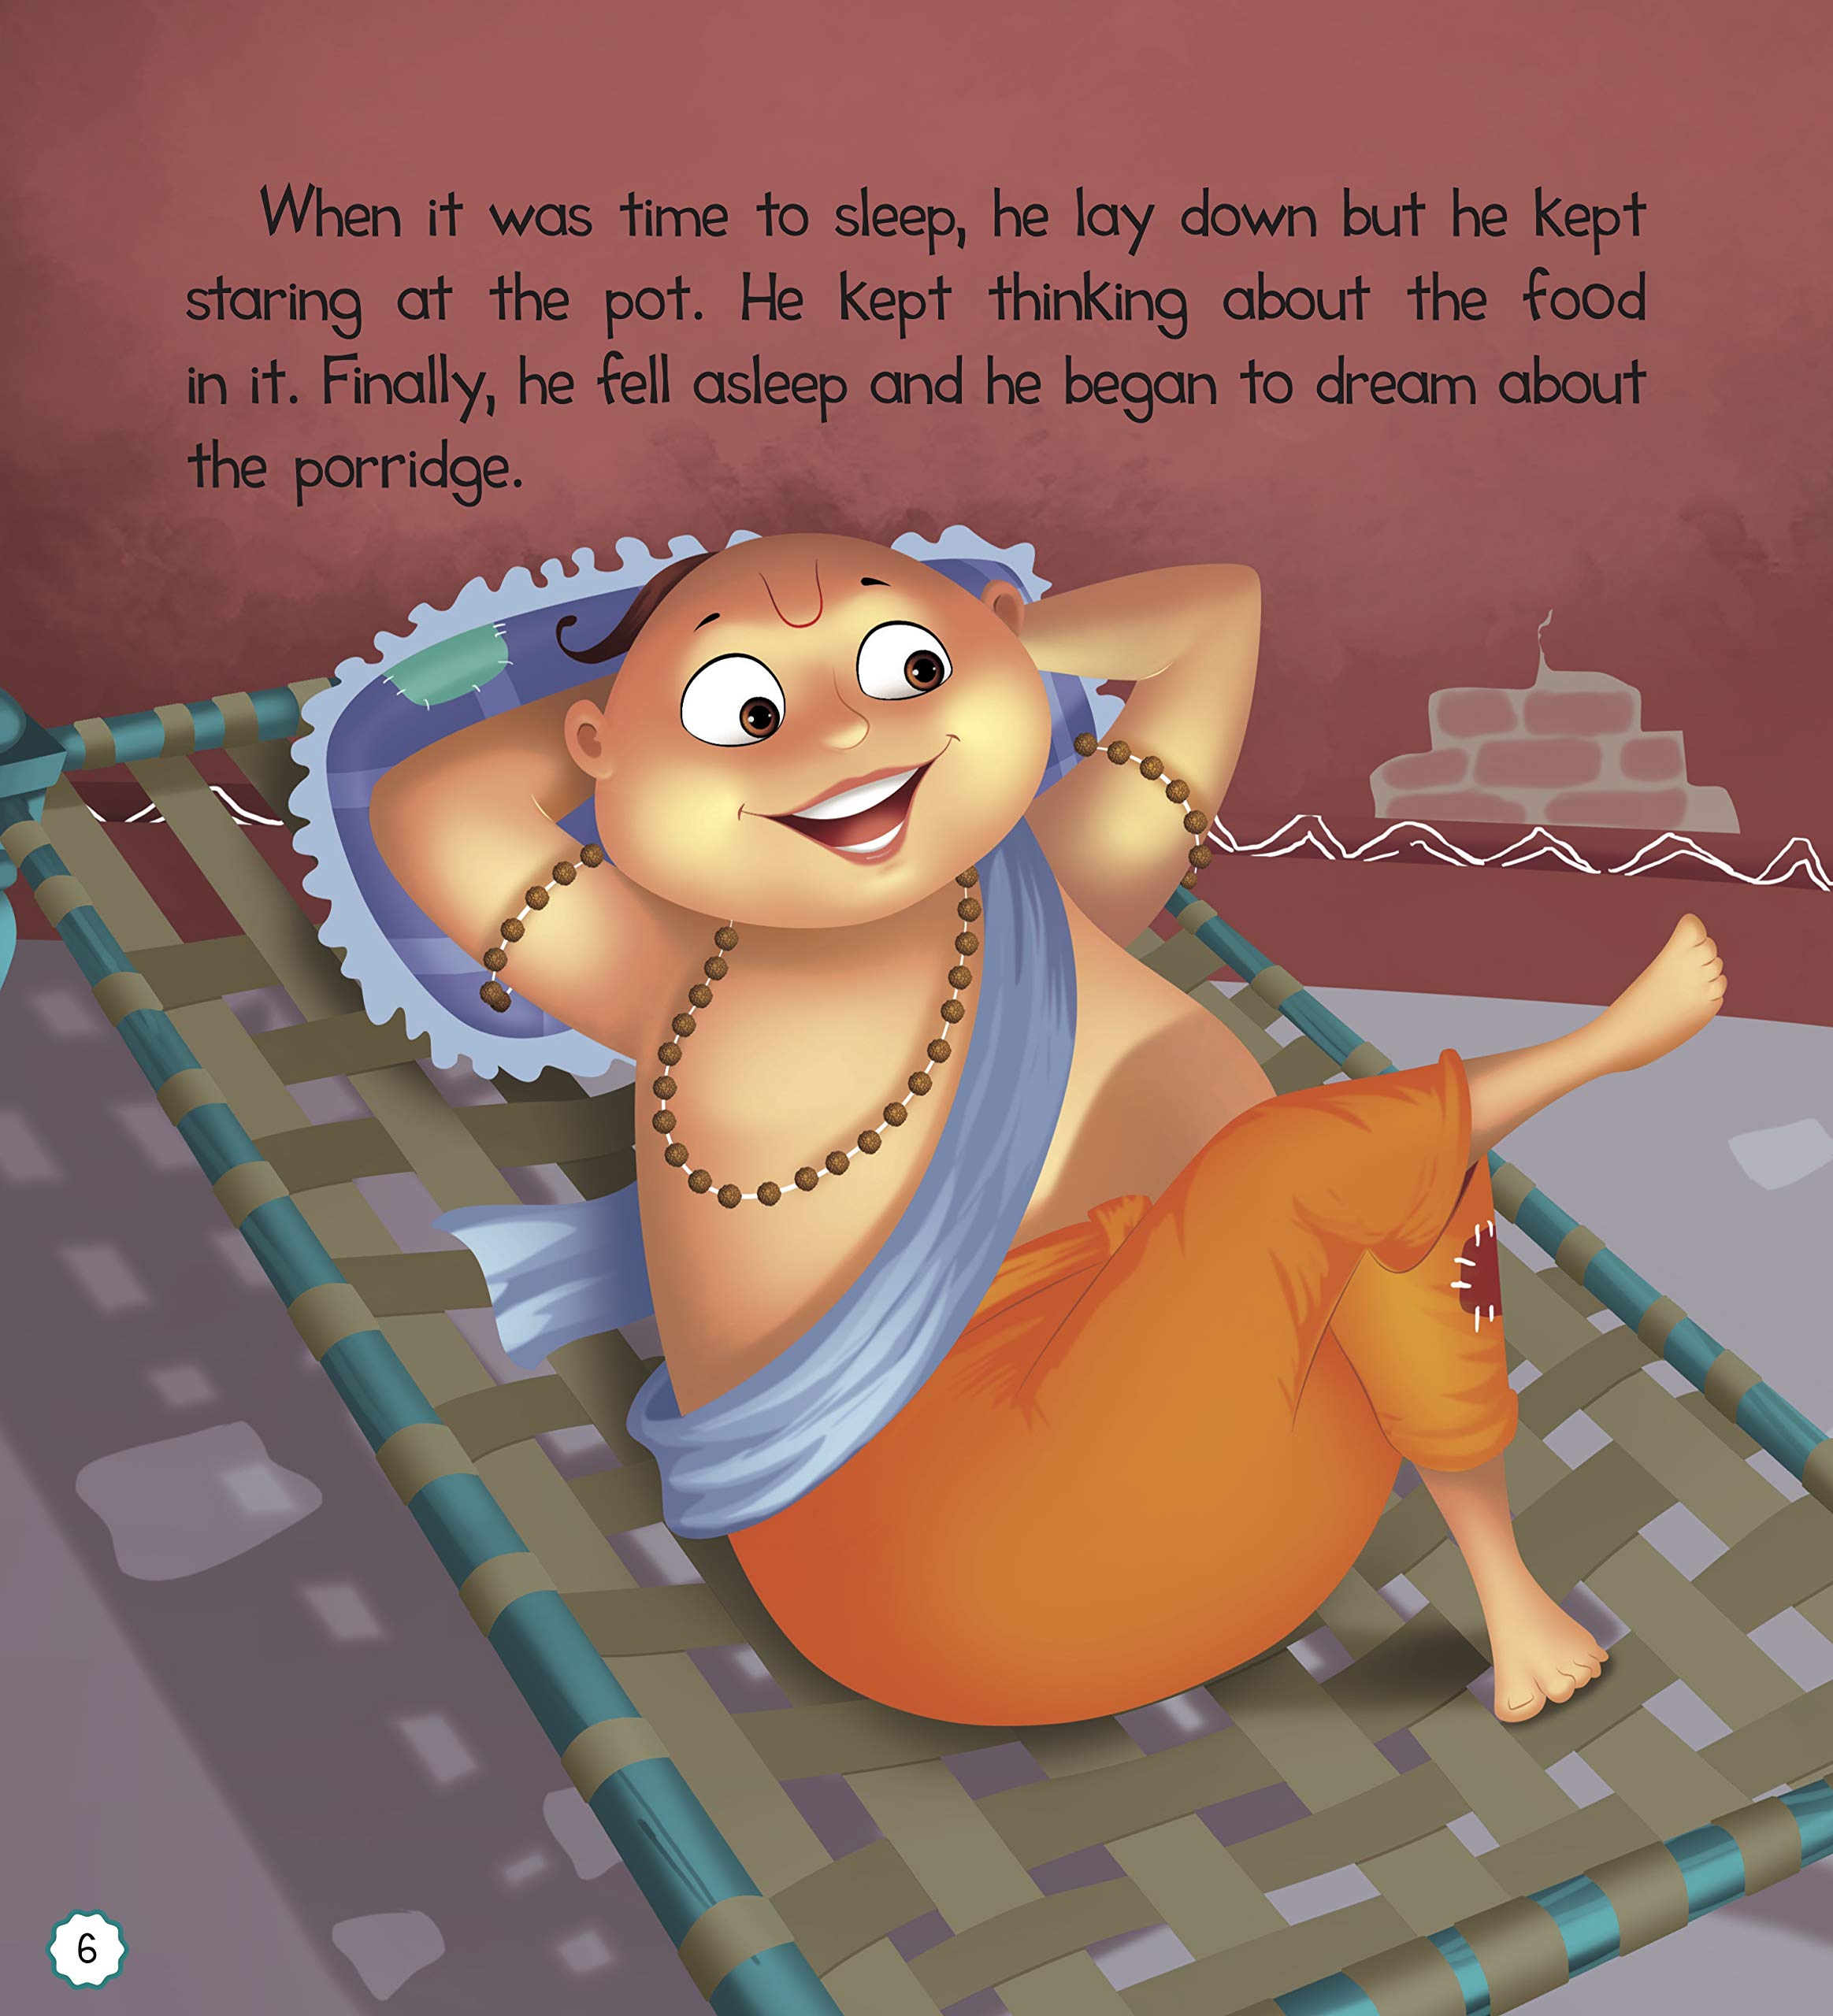 When it was time to sleep, he lay down but he kept
staring at the pot. He kept thinking about the food
in it. Finally, he fell asleep and he began to dream about
the porridge.
6